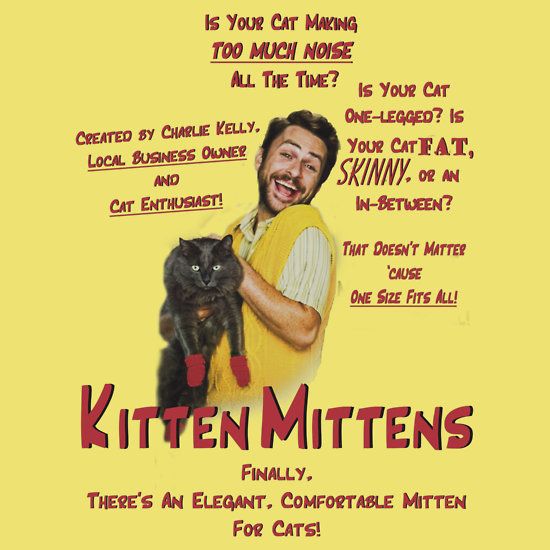 Is Your Cat Making
TOO MUCH NOISE
All The Time?
Is Your Cat
One-legged? Is
Your Cat FAT,
SKINNY, or an
In-Between?
Created by Charlie Kelly,
Local Business Owner
and
Cat Enthusiast!
That Doesn't Matter
'cause
One Size Fits All!
Kitten Mittens
Finally,
There's An Elegant, Comfortable Mitten
For Cats!